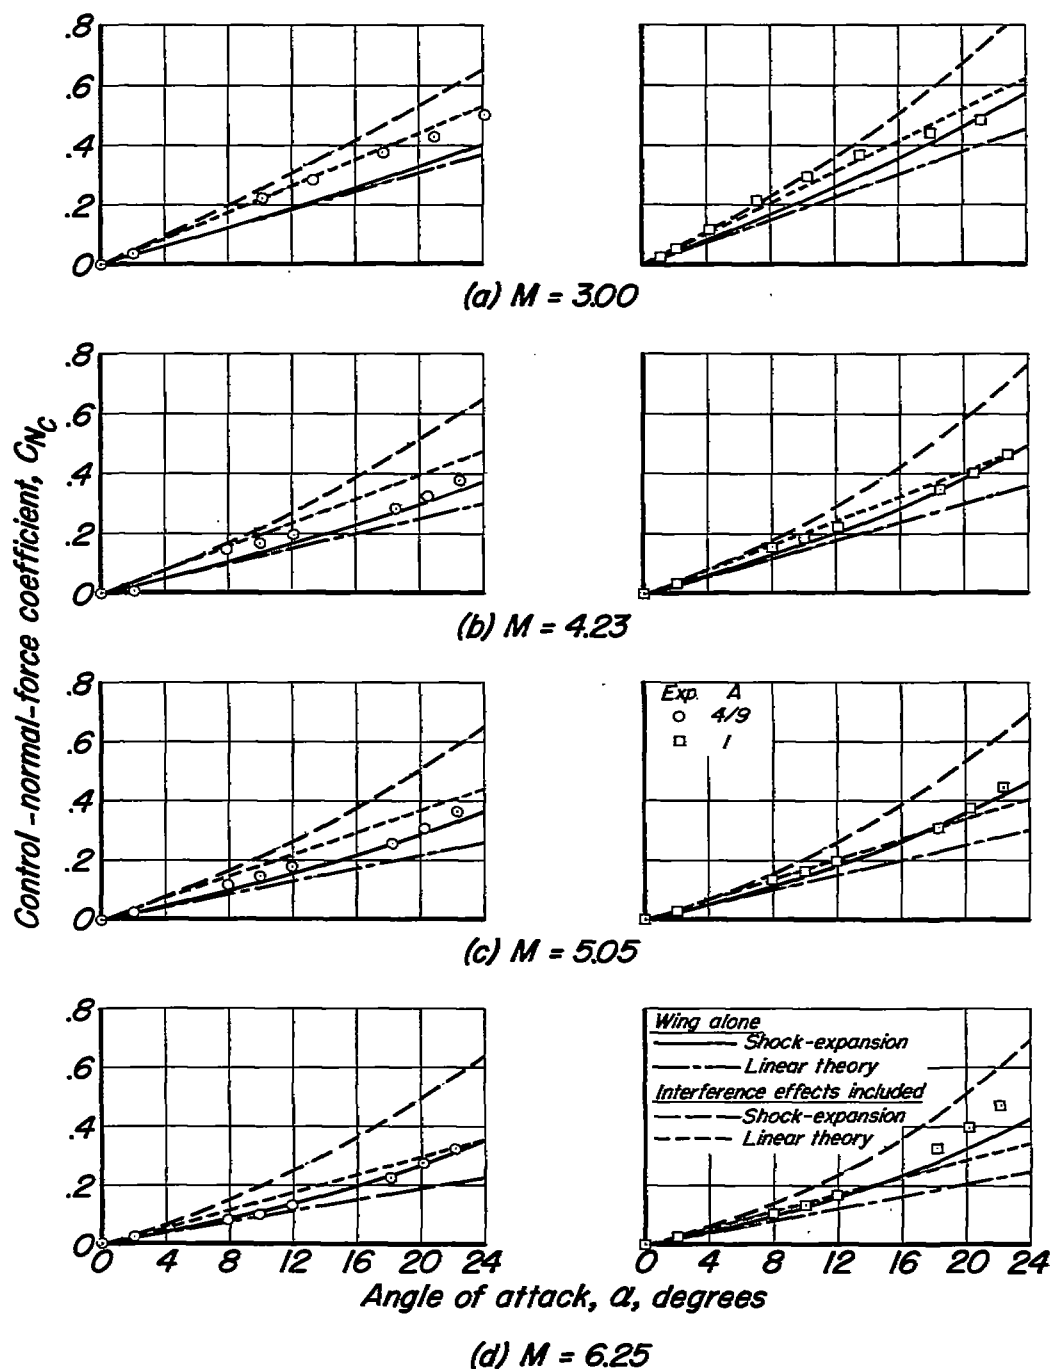 Control-normal-force coefficient, CNC
.8
.6
.4
.2
0
(a) M = 3.00
.8
.6
.4
.2
0
(b) M = 4.23
.8
.6
.4
.2
0
Exp. A
4/9
1
(c) M = 5.05
.8
.6
.4
.2
0
Wing alone
Shock-expansion
Linear theory
Interference effects included
Shock-expansion
Linear theory
0 4 8 12 16 20 24
0 4 8 12 16 20 24
Angle of attack, α, degrees
(d) M = 6.25